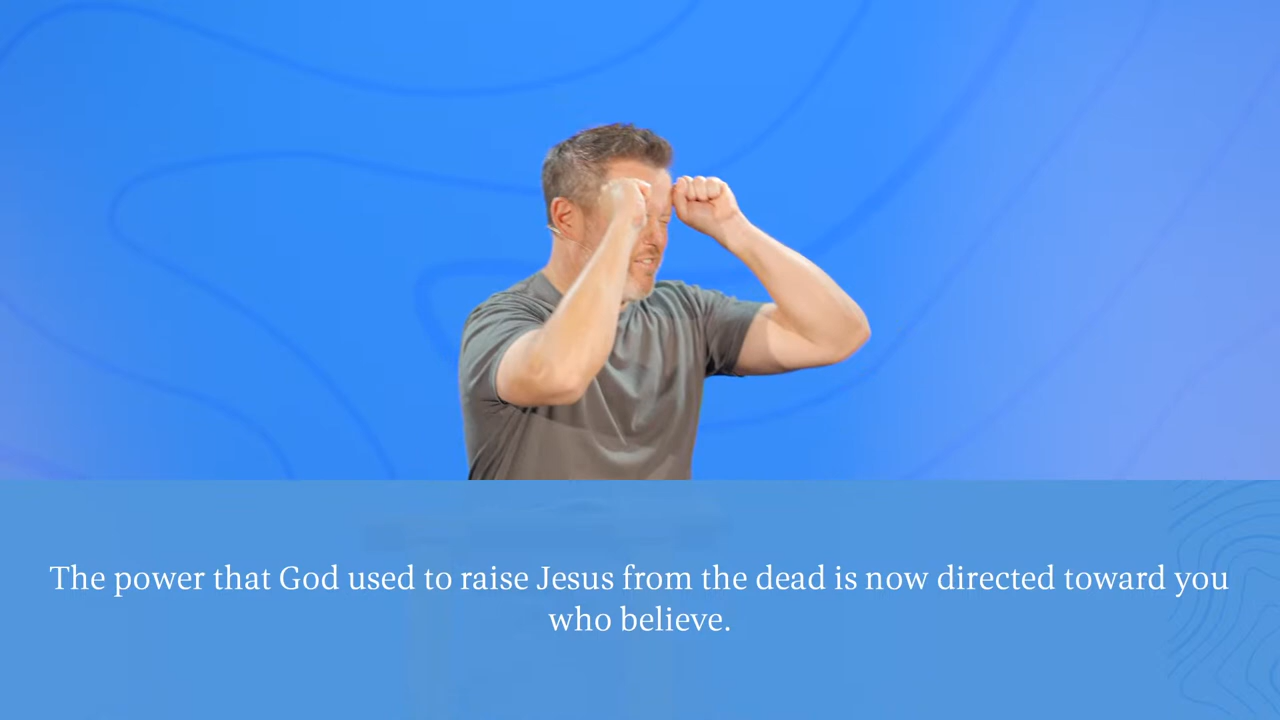 The power that God used to raise Jesus from the dead is now directed toward you
who believe.